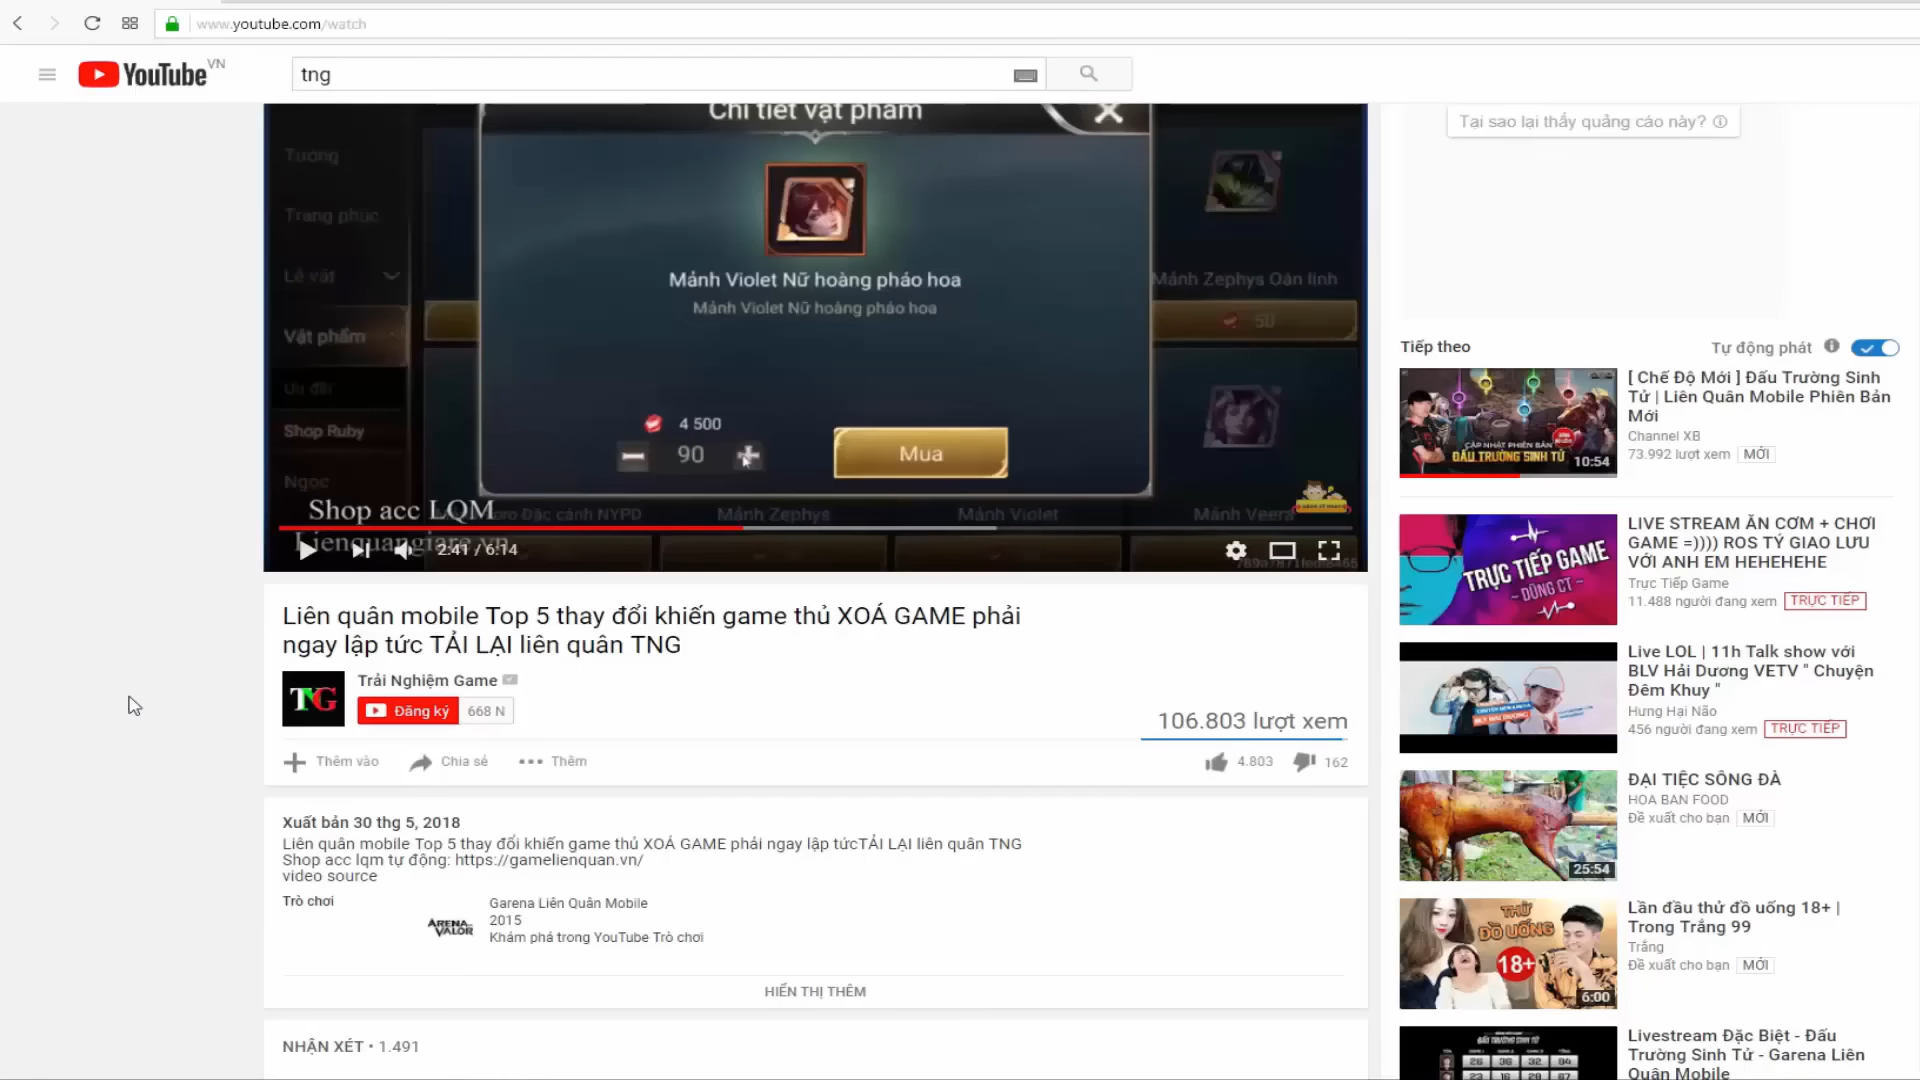 www.youtube.com/watch
YouTube VN
tng
Chi tiết vật phẩm
Tướng
Trang phục
Lễ vật
Vật phẩm
Ưu đãi
Shop Ruby
Ngọc
Mảnh Violet Nữ hoàng pháo hoa
Mảnh Violet Nữ hoàng pháo hoa
4 500
90
Mua
Mảnh Zephys Oán linh
50
Mảnh Zephys
Mảnh Violet
Mảnh Veera
Shop acc LQM
Lienquangiare.vn
2:41 / 6:14
Liên quân mobile Top 5 thay đổi khiến game thủ XOÁ GAME phải
ngay lập tức TẢI LẠI liên quân TNG
TNG
Trải Nghiệm Game
Đăng ký 668 N
106.803 lượt xem
Thêm vào Chia sẻ Thêm
4.803 162
Xuất bản 30 thg 5, 2018
Liên quân mobile Top 5 thay đổi khiến game thủ XOÁ GAME phải ngay lập tứcTẢI LẠI liên quân TNG
Shop acc lqm tự động: https://gamelienquan.vn/
video source
Trò chơi
ARENA VALOR
Garena Liên Quân Mobile
2015
Khám phá trong YouTube Trò chơi
HIỂN THỊ THÊM
NHẬN XÉT • 1.491
Tại sao lại thấy quảng cáo này?
Tiếp theo
Tự động phát
CẬP NHẬT PHIÊN BẢN
ĐẤU TRƯỜNG SINH TỬ
10:54
[ Chế Độ Mới ] Đấu Trường Sinh
Tử | Liên Quân Mobile Phiên Bản
Mới
Channel XB
73.992 lượt xem MỚI
TRỰC TIẾP GAME
- DŨNG CT -
LIVE STREAM ĂN CƠM + CHƠI
GAME =)))) ROS TÝ GIAO LƯU
VỚI ANH EM HEHEHEHE
Trực Tiếp Game
11.488 người đang xem TRỰC TIẾP
Live LOL | 11h Talk show với
BLV Hải Dương VETV " Chuyện
Đêm Khuy "
Hưng Hại Não
456 người đang xem TRỰC TIẾP
25:54
ĐẠI TIỆC SÔNG ĐÀ
HOA BAN FOOD
Đề xuất cho bạn MỚI
THỬ
ĐỒ UỐNG
18+
6:00
Lần đầu thử đồ uống 18+ |
Trong Trắng 99
Trắng
Đề xuất cho bạn MỚI
Livestream Đặc Biệt - Đấu
Trường Sinh Tử - Garena Liên
Quân Mobile